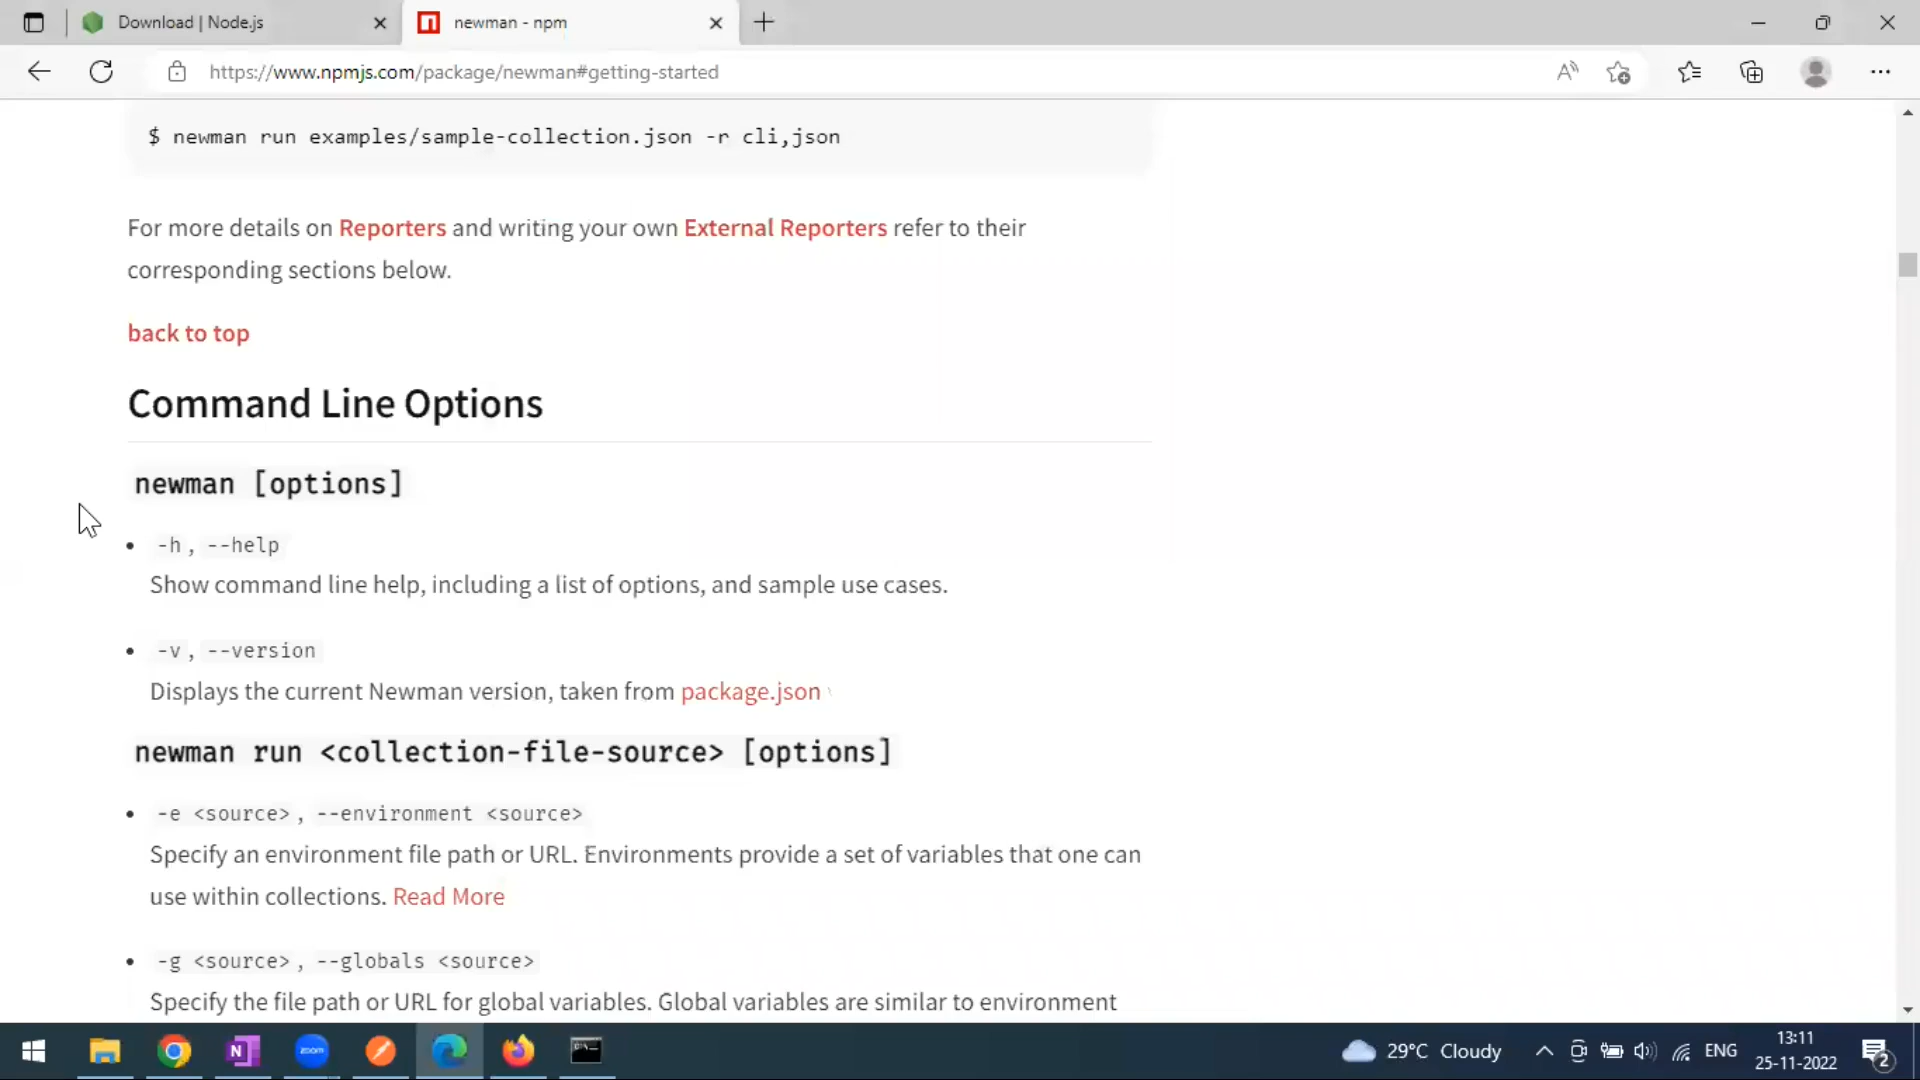 Download | Node.js
newman - npm
https://www.npmjs.com/package/newman#getting-started
$ newman run examples/sample-collection.json -r cli,json
For more details on Reporters and writing your own External Reporters refer to their
corresponding sections below.
back to top
Command Line Options
newman [options]
-h, --help
Show command line help, including a list of options, and sample use cases.
-v, --version
Displays the current Newman version, taken from package.json
newman run <collection-file-source> [options]
-e <source>, --environment <source>
Specify an environment file path or URL. Environments provide a set of variables that one can
use within collections. Read More
-g <source>, --globals <source>
Specify the file path or URL for global variables. Global variables are similar to environment
N
zoom
29°C Cloudy
ENG
13:11
25-11-2022
2